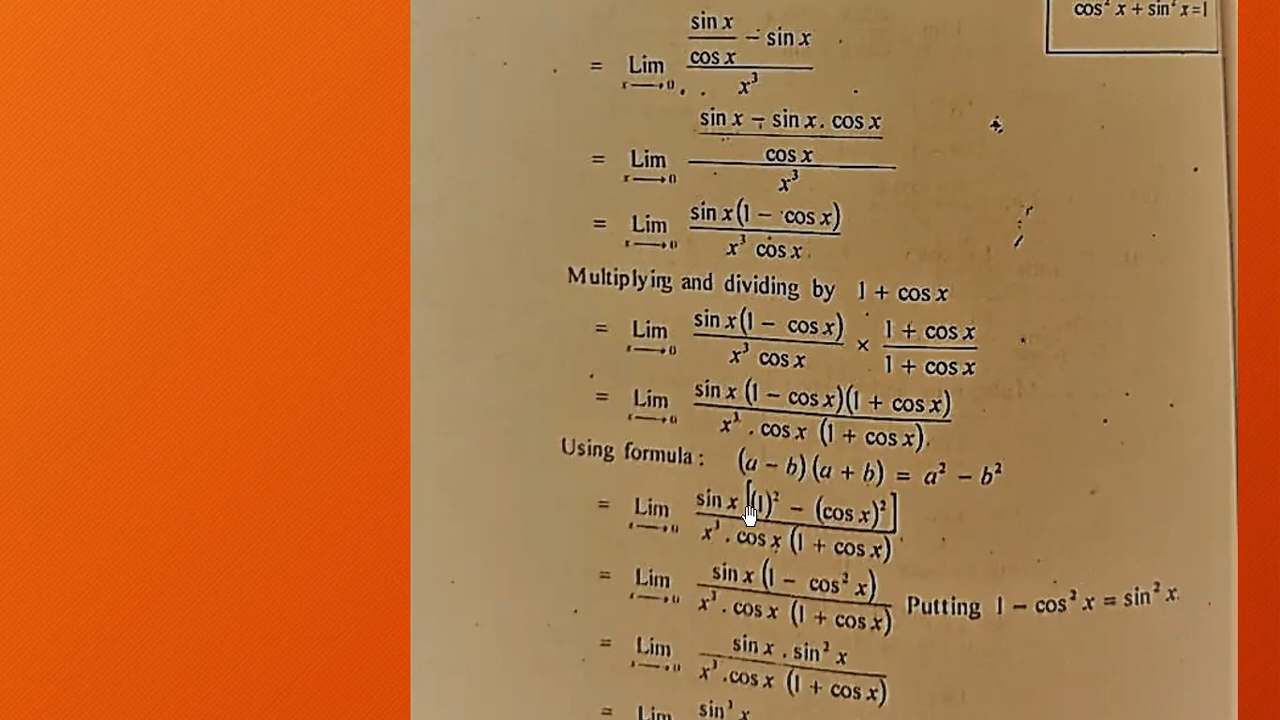 cos² x + sin² x = 1
= Lim x→0 (sin x / cos x − sin x) / x³
= Lim x→0 ((sin x − sin x . cos x) / cos x) / x³
= Lim x→0 sin x (1 − cos x) / x³ cos x
Multiplying and dividing by 1 + cos x
= Lim x→0 sin x (1 − cos x) / x³ cos x × (1 + cos x) / (1 + cos x)
= Lim x→0 sin x (1 − cos x)(1 + cos x) / x³ . cos x (1 + cos x).
Using formula : (a − b) (a + b) = a² − b²
= Lim x→0 sin x [(1)² − (cos x)²] / x³ . cos x (1 + cos x)
= Lim x→0 sin x (1 − cos² x) / x³ . cos x (1 + cos x) Putting 1 − cos² x = sin² x.
= Lim x→0 sin x . sin² x / x³ . cos x (1 + cos x)
= Lim sin³ x